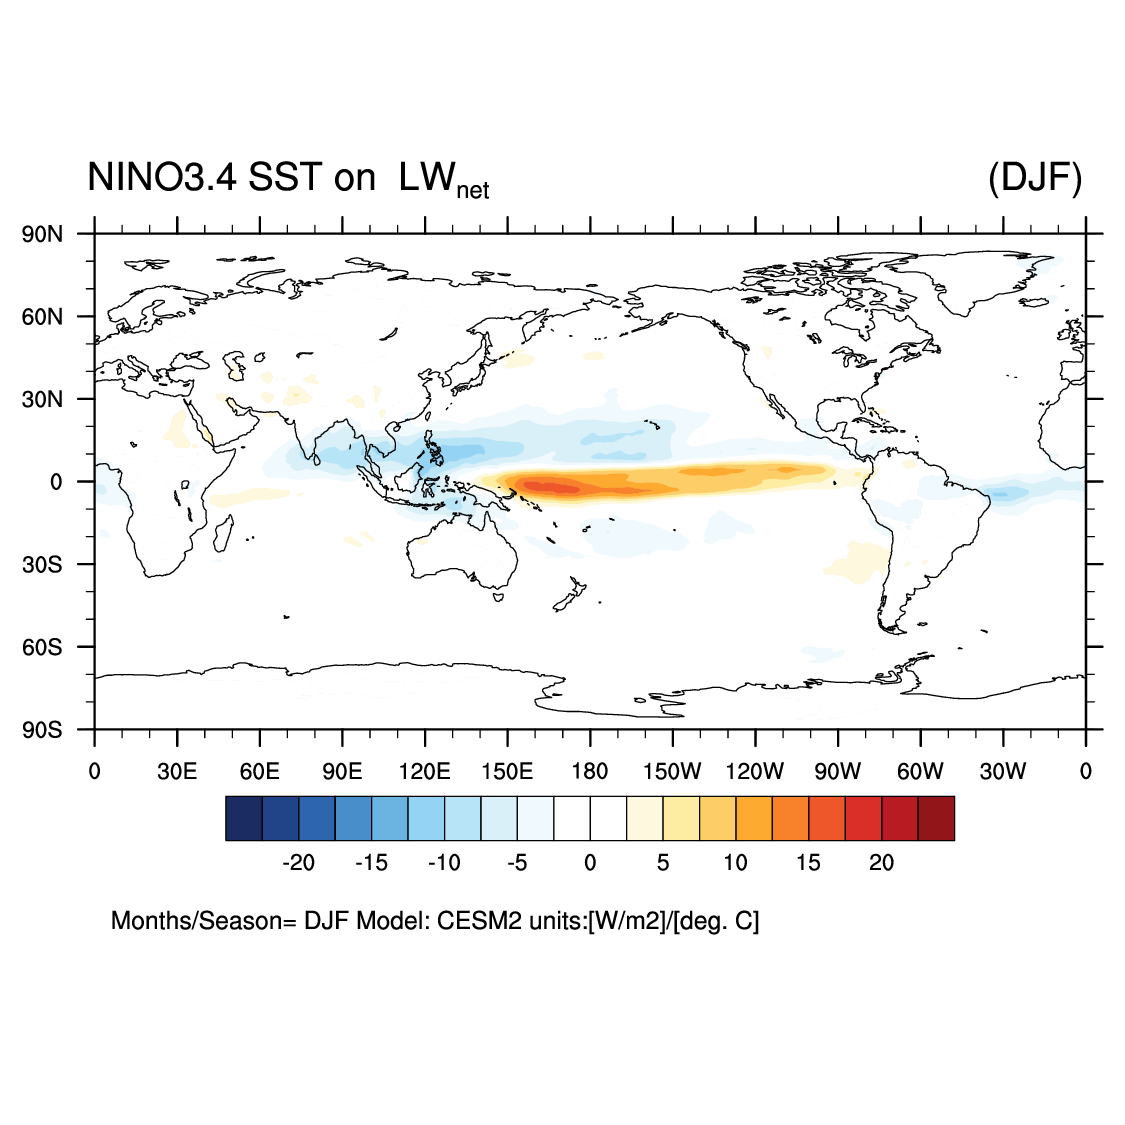 NINO3.4 SST on LWnet (DJF)
90N
60N
30N
0
30S
60S
90S
0 30E 60E 90E 120E 150E 180 150W 120W 90W 60W 30W 0
-20 -15 -10 -5 0 5 10 15 20
Months/Season= DJF Model: CESM2 units:[W/m2]/[deg. C]